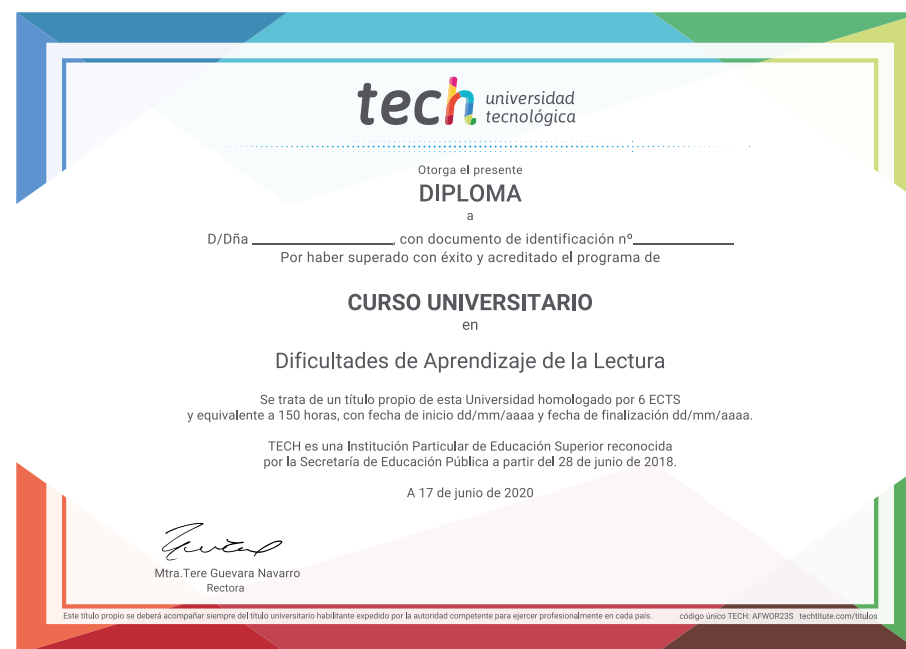 tech universidad
tecnológica
Otorga el presente
DIPLOMA
a
D/Dña ____________________, con documento de identificación nº______________
Por haber superado con éxito y acreditado el programa de
CURSO UNIVERSITARIO
en
Dificultades de Aprendizaje de la Lectura
Se trata de un título propio de esta Universidad homologado por 6 ECTS
y equivalente a 150 horas, con fecha de inicio dd/mm/aaaa y fecha de finalización dd/mm/aaaa.
TECH es una Institución Particular de Educación Superior reconocida
por la Secretaría de Educación Pública a partir del 28 de junio de 2018.
A 17 de junio de 2020
Mtra.Tere Guevara Navarro
Rectora
Este título propio se deberá acompañar siempre del título universitario habilitante expedido por la autoridad competente para ejercer profesionalmente en cada país. código único TECH: AFWOR23S techtitute.com/titulos